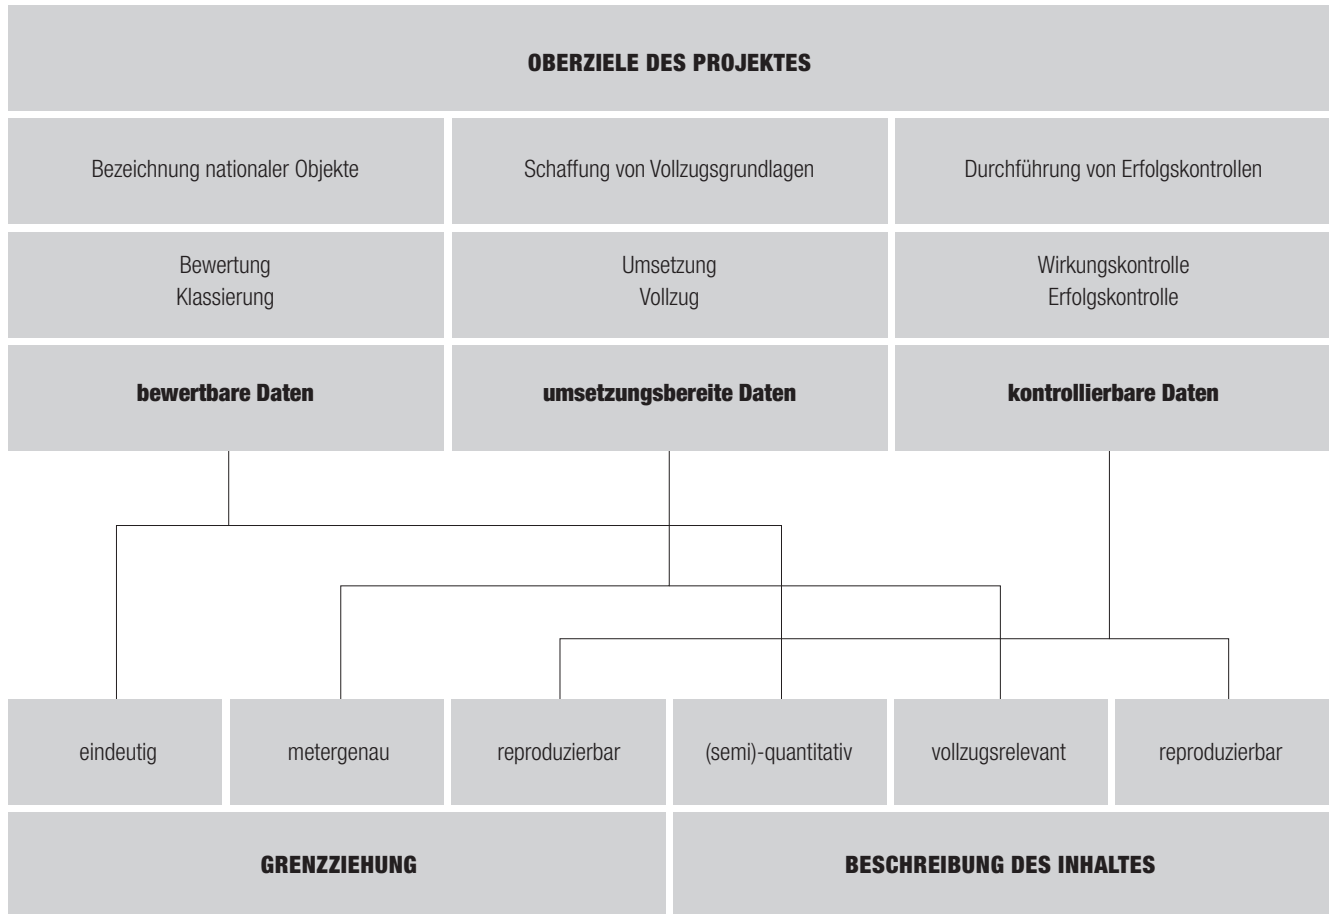 OBERZIELE DES PROJEKTES
Bezeichnung nationaler Objekte
Schaffung von Vollzugsgrundlagen
Durchführung von Erfolgskontrollen
Bewertung
Klassierung
Umsetzung
Vollzug
Wirkungskontrolle
Erfolgskontrolle
bewertbare Daten
umsetzungsbereite Daten
kontrollierbare Daten
eindeutig
metergenau
reproduzierbar
(semi)-quantitativ
vollzugsrelevant
reproduzierbar
GRENZZIEHUNG
BESCHREIBUNG DES INHALTES